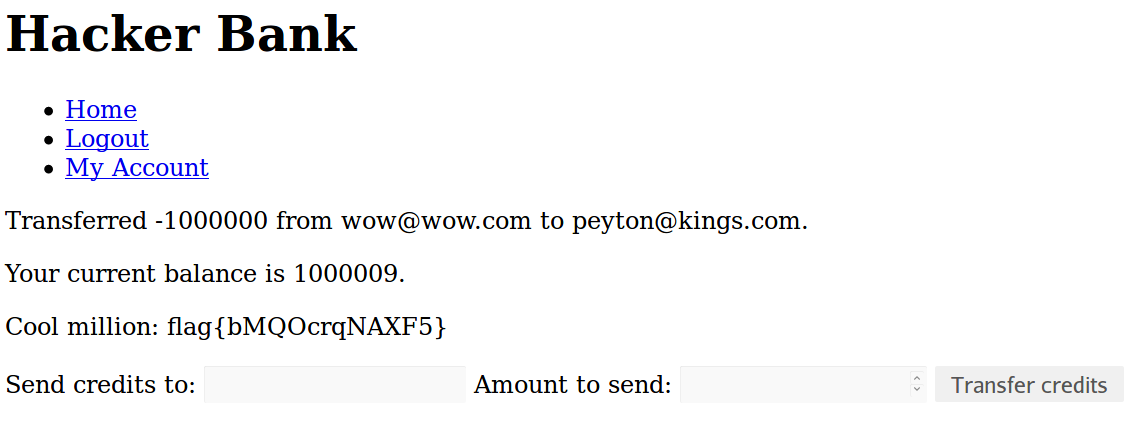 Hacker Bank
Home
Logout
My Account
Transferred -1000000 from wow@wow.com to peyton@kings.com.
Your current balance is 1000009.
Cool million: flag{bMQOcrqNAXF5}
Send credits to: Amount to send: Transfer credits